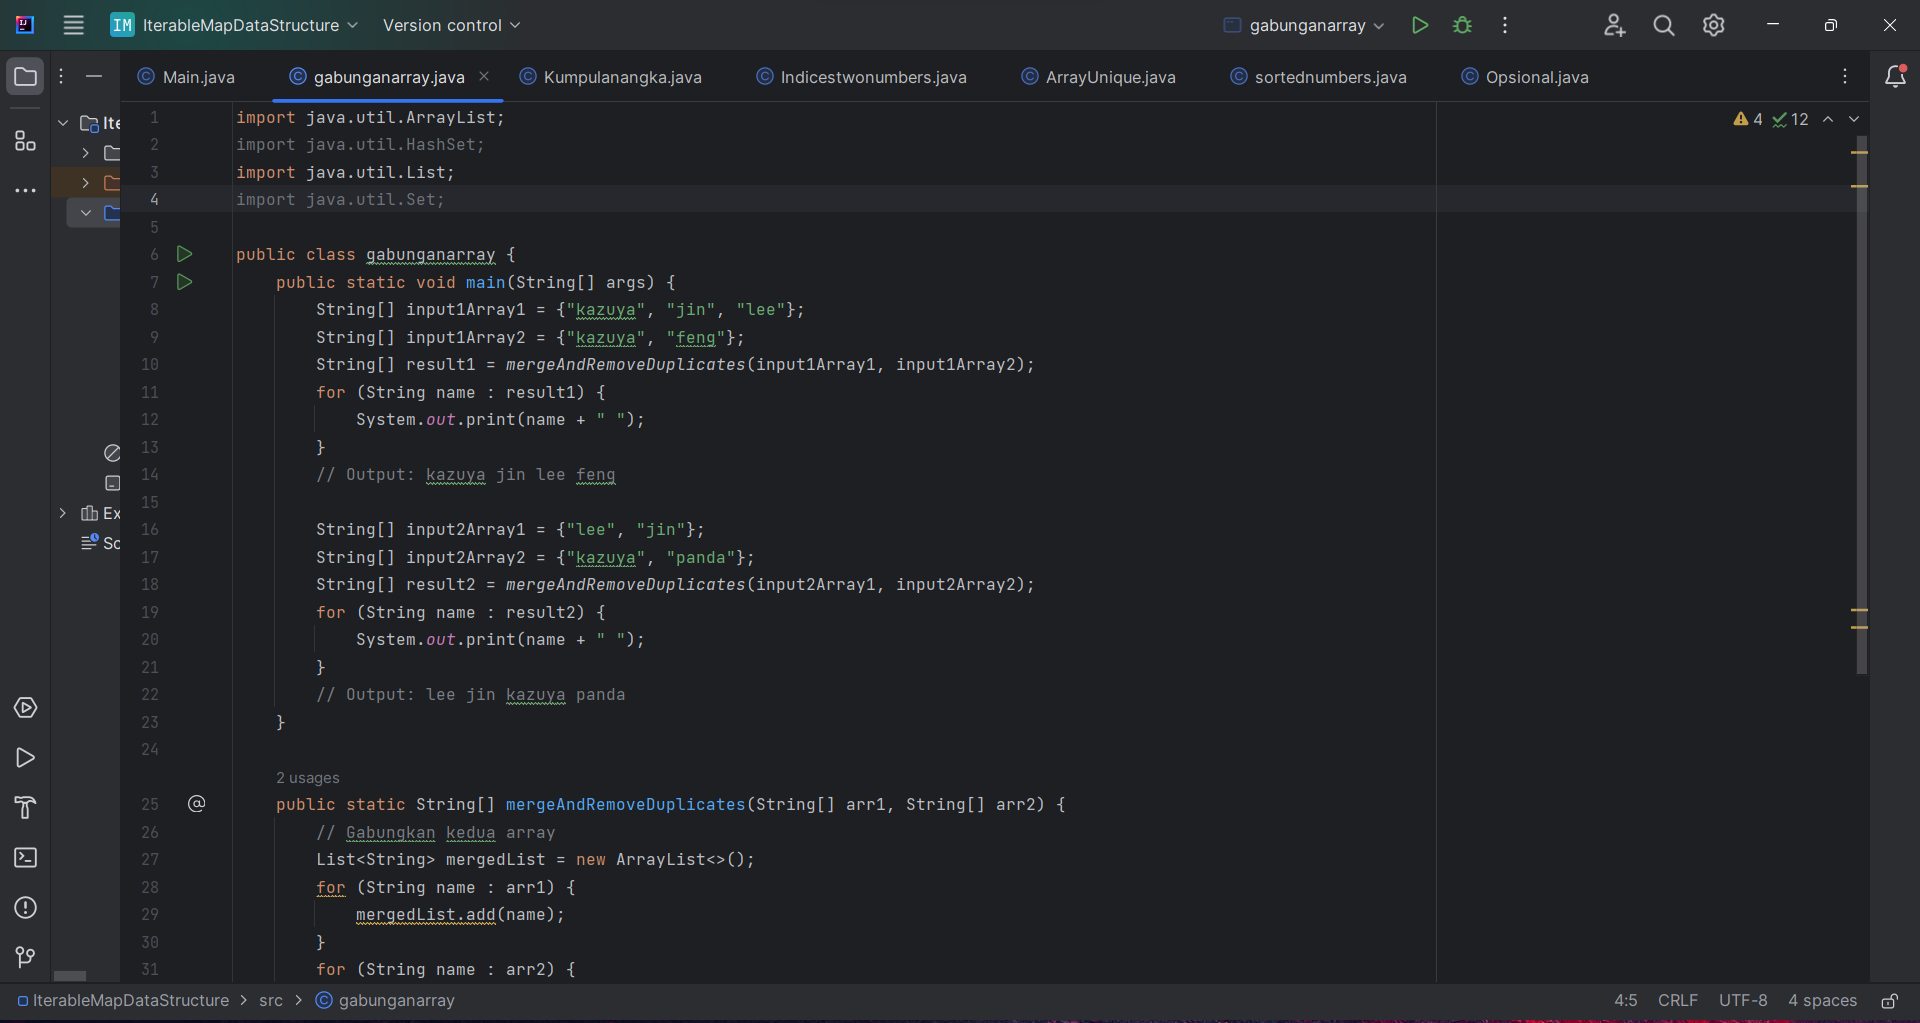 IM IterableMapDataStructure Version control gabunganarray
Main.java gabunganarray.java Kumpulanangka.java Indicestwonumbers.java ArrayUnique.java sortednumbers.java Opsional.java
Ite
Ex
Sc
4 12
1 import java.util.ArrayList;
2 import java.util.HashSet;
3 import java.util.List;
4 import java.util.Set;
5
6 public class gabunganarray {
7 public static void main(String[] args) {
8 String[] input1Array1 = {"kazuya", "jin", "lee"};
9 String[] input1Array2 = {"kazuya", "feng"};
10 String[] result1 = mergeAndRemoveDuplicates(input1Array1, input1Array2);
11 for (String name : result1) {
12 System.out.print(name + " ");
13 }
14 // Output: kazuya jin lee feng
15
16 String[] input2Array1 = {"lee", "jin"};
17 String[] input2Array2 = {"kazuya", "panda"};
18 String[] result2 = mergeAndRemoveDuplicates(input2Array1, input2Array2);
19 for (String name : result2) {
20 System.out.print(name + " ");
21 }
22 // Output: lee jin kazuya panda
23 }
24
2 usages
25 @ public static String[] mergeAndRemoveDuplicates(String[] arr1, String[] arr2) {
26 // Gabungkan kedua array
27 List<String> mergedList = new ArrayList<>();
28 for (String name : arr1) {
29 mergedList.add(name);
30 }
31 for (String name : arr2) {
IterableMapDataStructure > src > gabunganarray 4:5 CRLF UTF-8 4 spaces